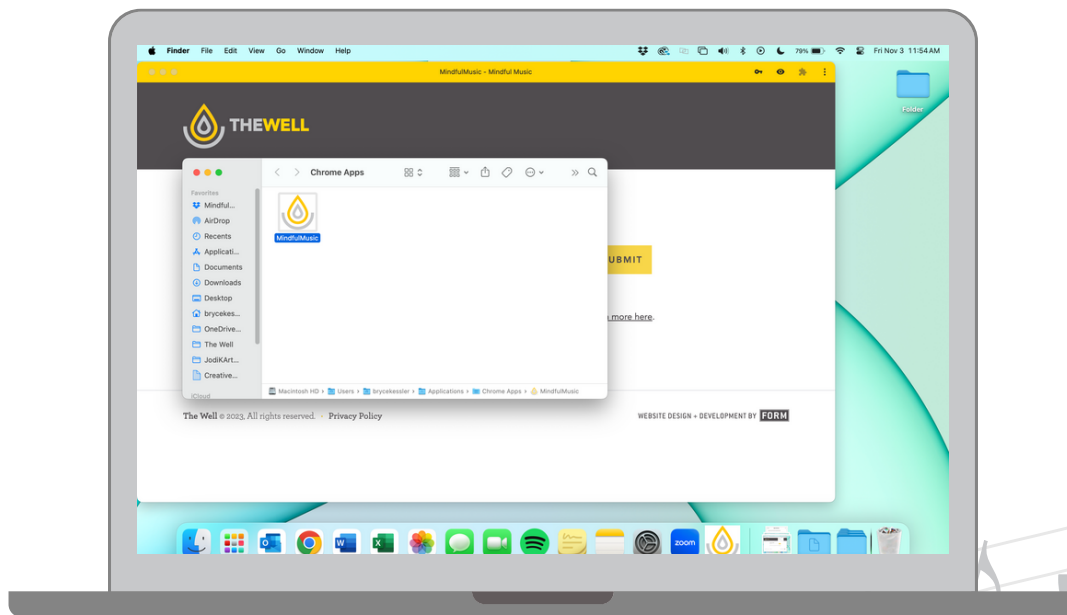 Finder File Edit View Go Window Help 79% Fri Nov 3 11:54 AM
MindfulMusic - Mindful Music
Folder
THEWELL
Chrome Apps
Favorites
Mindful...
AirDrop
Recents
Applicati...
Documents
Downloads
Desktop
brycekes...
OneDrive...
The Well
JodiKArt...
Creative...
iCloud
MindfulMusic
Macintosh HD › Users › brycekessler › Applications › Chrome Apps › MindfulMusic
UBMIT
more here.
The Well © 2023, All rights reserved. · Privacy Policy
WEBSITE DESIGN + DEVELOPMENT BY FORM
zoom